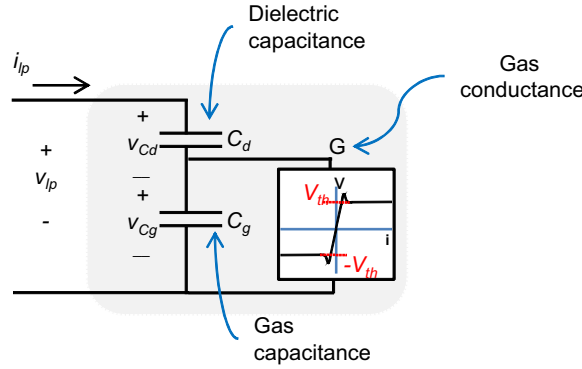 Dielectric
capacitance
Gas
conductance
i_lp
+
v_lp
-
+
v_Cd
—
C_d
+
v_Cg
—
C_g
G
V
V_th
i
-V_th
Gas
capacitance